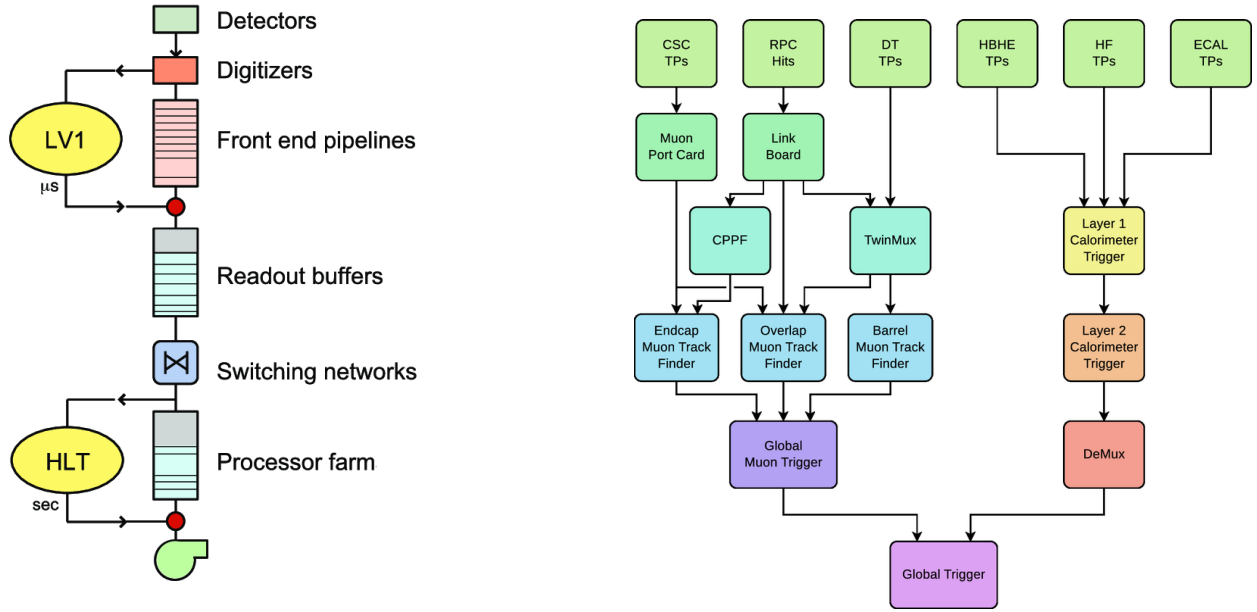 Detectors
Digitizers
LV1
Front end pipelines
μs
Readout buffers
Switching networks
HLT
Processor farm
sec
CSC
TPs
RPC
Hits
DT
TPs
HBHE
TPs
HF
TPs
ECAL
TPs
Muon
Port Card
Link
Board
CPPF
TwinMux
Layer 1
Calorimeter
Trigger
Endcap
Muon Track
Finder
Overlap
Muon Track
Finder
Barrel
Muon Track
Finder
Layer 2
Calorimeter
Trigger
Global
Muon Trigger
DeMux
Global Trigger